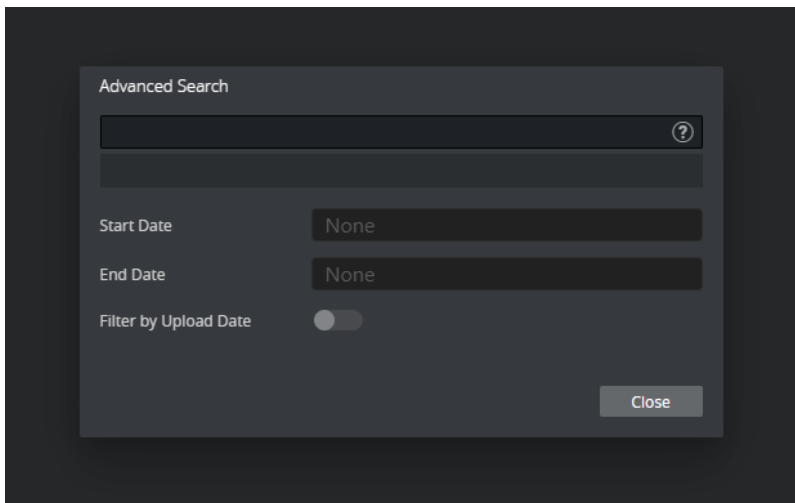 Advanced Search
?
Start Date None
End Date None
Filter by Upload Date
Close